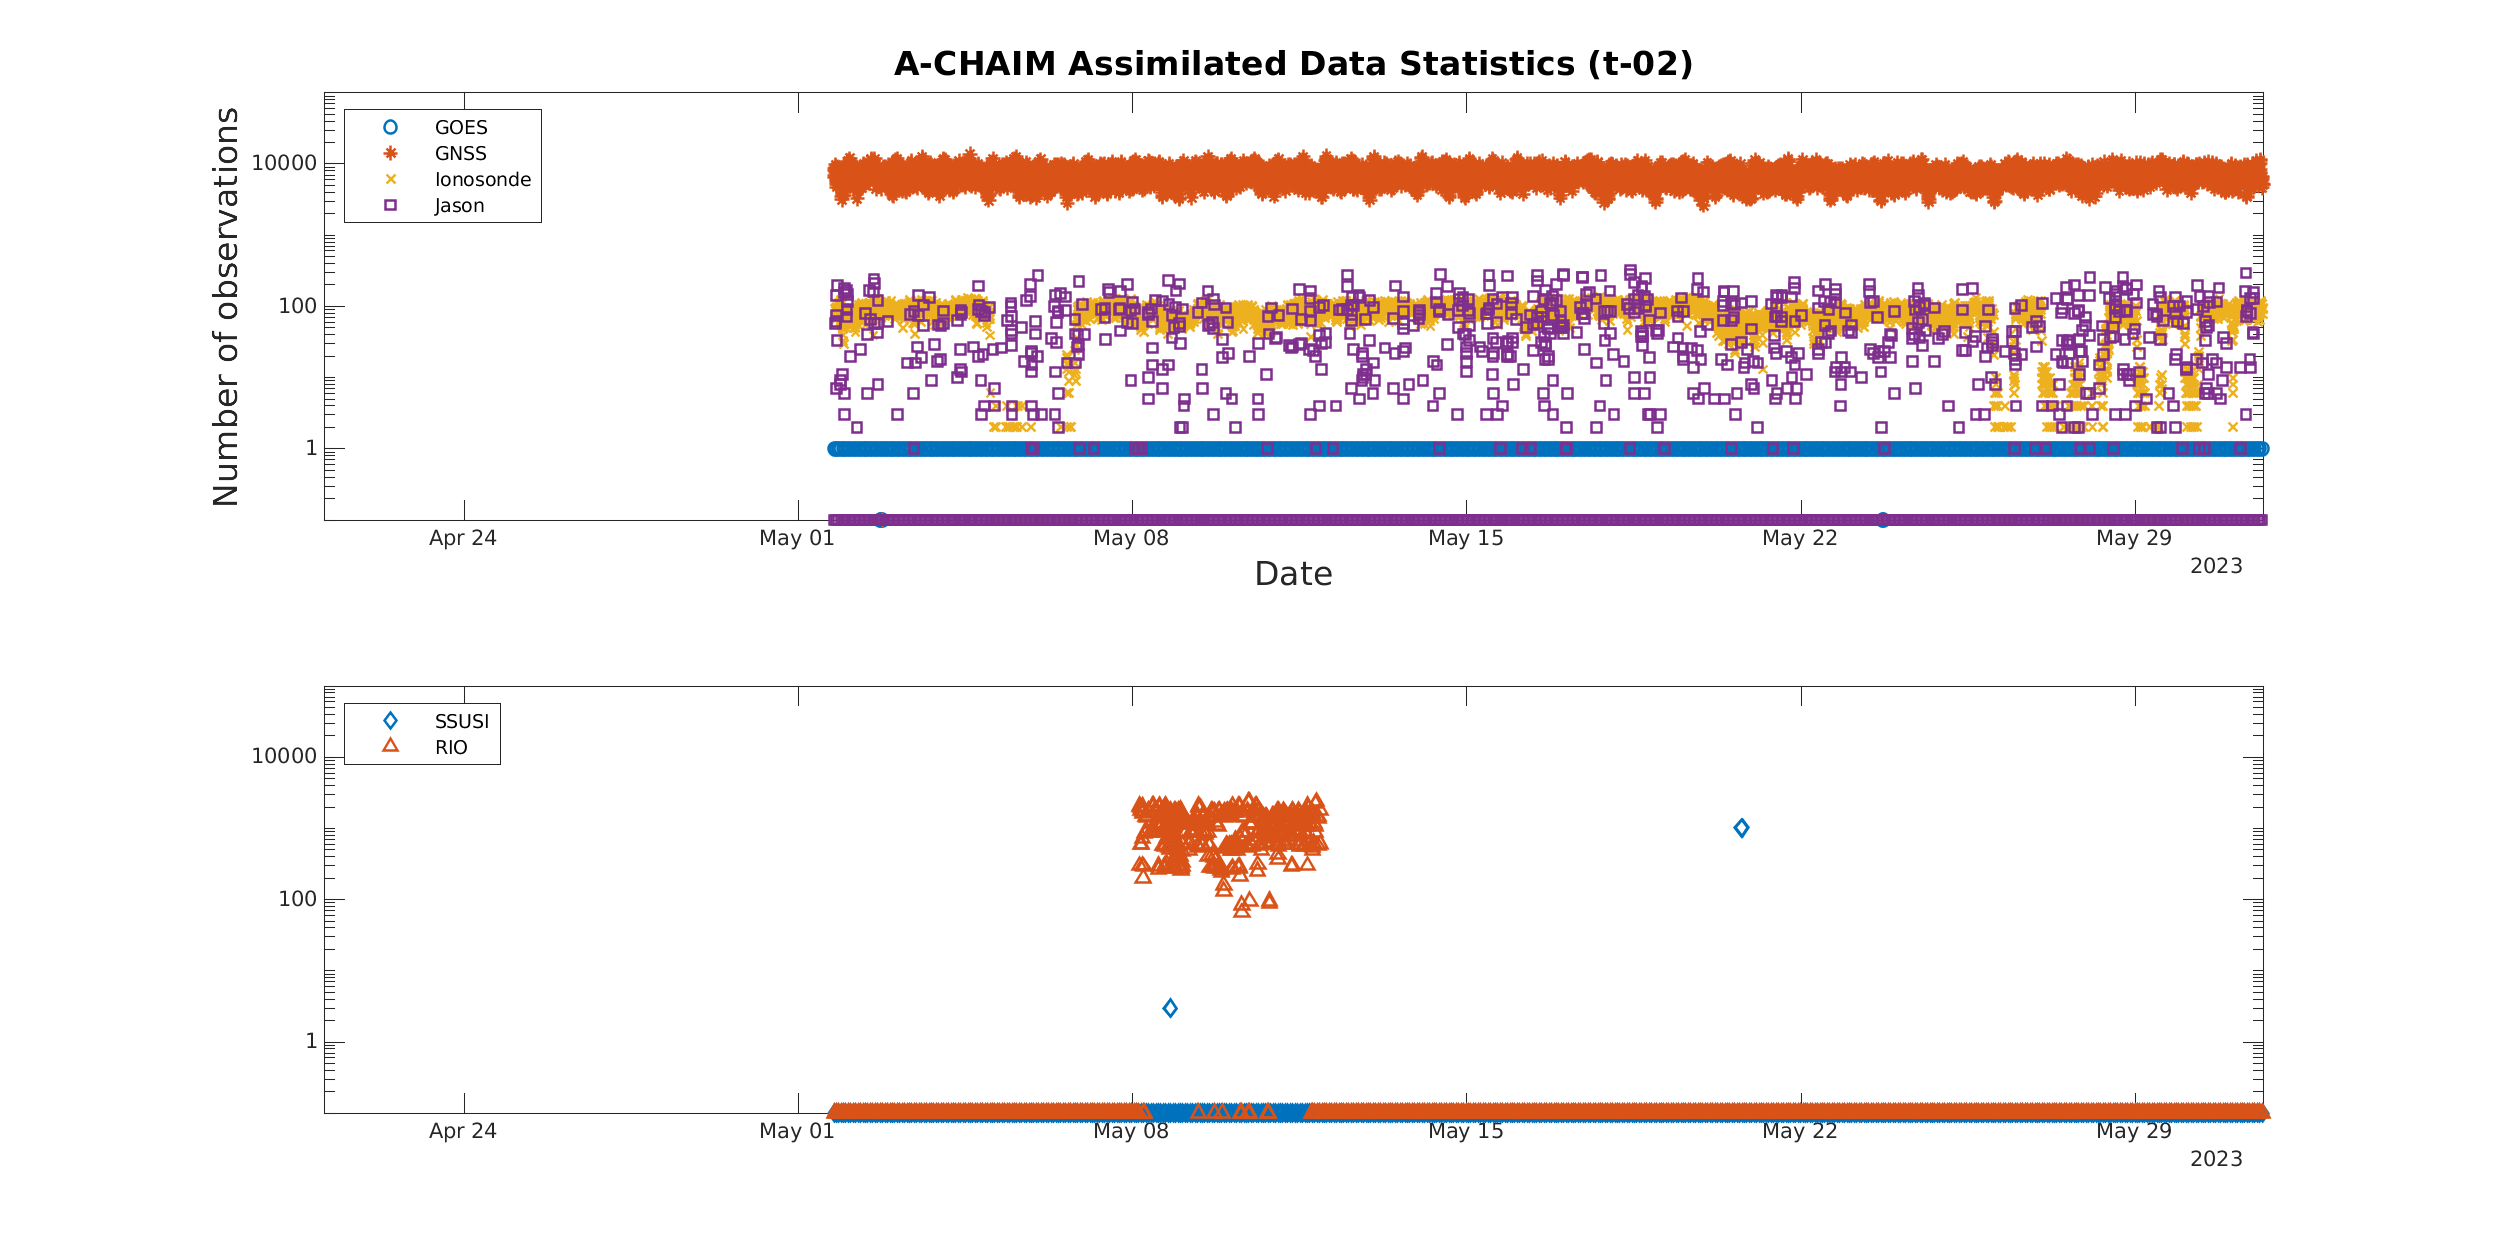 A-CHAIM Assimilated Data Statistics (t-02)
Number of observations
GOES
GNSS
Ionosonde
Jason
10000
100
1
Apr 24 May 01 May 08 May 15 May 22 May 29
2023
Date
SSUSI
RIO
10000
100
1
Apr 24 May 01 May 08 May 15 May 22 May 29
2023